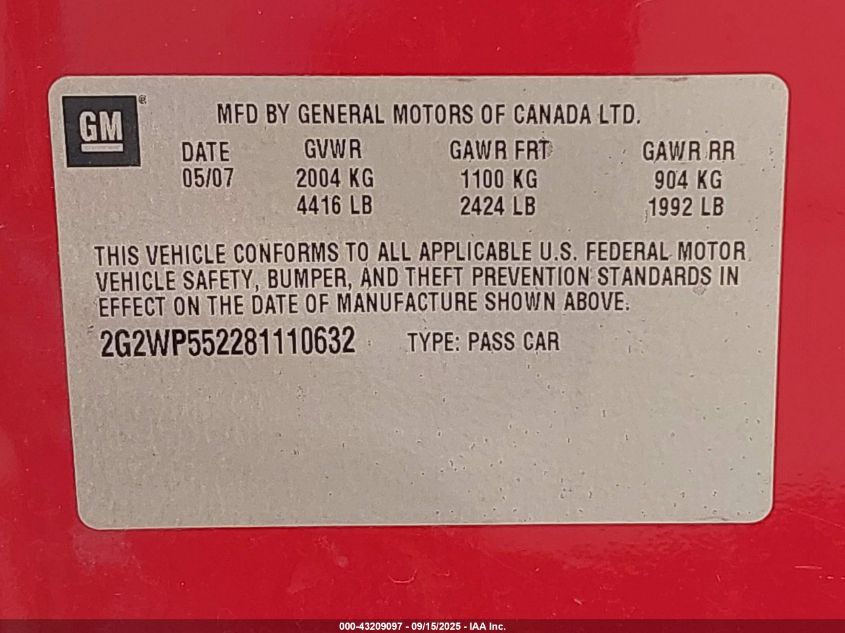 GM®
MFD BY GENERAL MOTORS OF CANADA LTD.
DATE GVWR GAWR FRT GAWR RR
05/07 2004 KG 1100 KG 904 KG
4416 LB 2424 LB 1992 LB
THIS VEHICLE CONFORMS TO ALL APPLICABLE U.S. FEDERAL MOTOR
VEHICLE SAFETY, BUMPER, AND THEFT PREVENTION STANDARDS IN
EFFECT ON THE DATE OF MANUFACTURE SHOWN ABOVE.
2G2WP552281110632 TYPE: PASS CAR
000-43209097 - 09/15/2025 - IAA Inc.